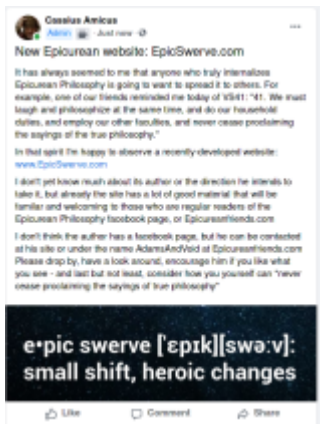 Cassius Amicus
Admin · Just now ·
New Epicurean website: EpicSwerve.com
It has always seemed to me that anyone who truly internalizes
Epicurean Philosophy is going to want to spread it to others. For
example, one of our friends reminded me today of VS41: "41. We must
laugh and philosophize at the same time, and do our household
duties, and employ our other faculties, and never cease proclaiming
the sayings of the true philosophy."
In that spirit I'm happy to observe a recently-developed website:
www.EpicSwerve.com
I don't yet know much about its author or the direction he intends to
take it, but already the site has a lot of good material that will be
familiar and welcoming to those who are regular readers of the
Epicurean Philosophy facebook page, or Epicureanfriends.com
I don't think the author has a facebook page, but he can be contacted
at his site or under the name AdamsAndVoid at Epicureanfriends.com
Please drop by, have a look around, encourage him if you like what
you see - and last but not least, consider how you yourself can "never
cease proclaiming the sayings of true philosophy"
e•pic swerve ['ɛpɪk][swə:v]:
small shift, heroic changes
Like Comment Share